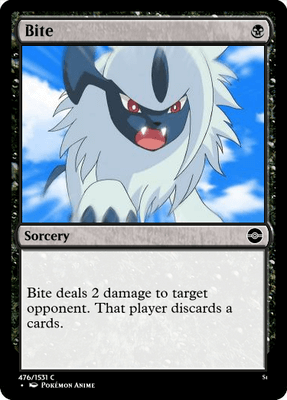 Bite
Sorcery
Bite deals 2 damage to target
opponent. That player discards a
cards.
476/1531 C
• Pokémon Anime